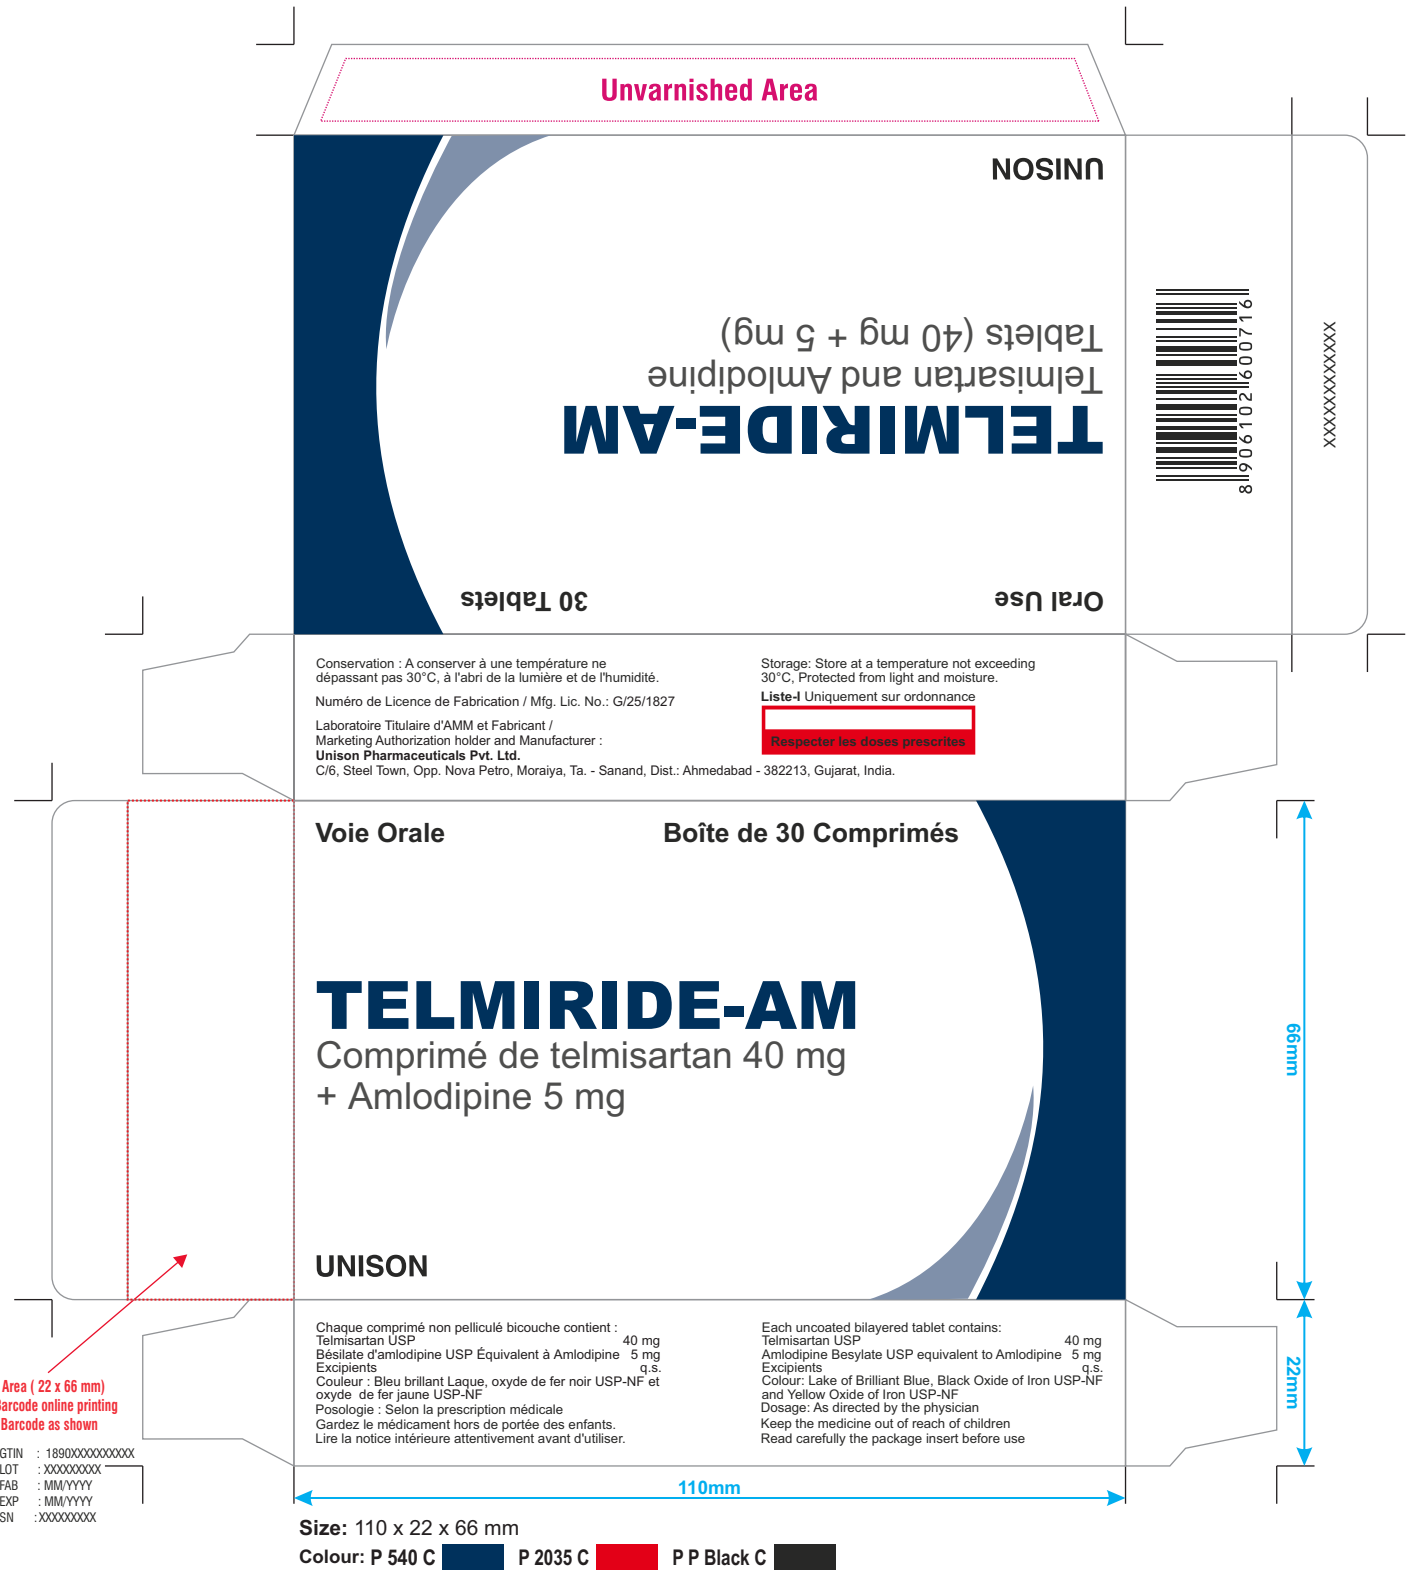 Unvarnished Area
UNISON
Tablets (40 mg + 5 mg)
Telmisartan and Amlodipine
TELMIRIDE-AM
30 Tablets
Oral Use
8 906102 600716
XXXXXXXXXXXX
Conservation : A conserver à une température ne
dépassant pas 30°C, à l'abri de la lumière et de l'humidité.
Numéro de Licence de Fabrication / Mfg. Lic. No.: G/25/1827
Laboratoire Titulaire d'AMM et Fabricant /
Marketing Authorization holder and Manufacturer :
Unison Pharmaceuticals Pvt. Ltd.
C/6, Steel Town, Opp. Nova Petro, Moraiya, Ta. - Sanand, Dist.: Ahmedabad - 382213, Gujarat, India.
Storage: Store at a temperature not exceeding
30°C, Protected from light and moisture.
Liste-I Uniquement sur ordonnance
Respecter les doses prescrites
Voie Orale
Boîte de 30 Comprimés
TELMIRIDE-AM
Comprimé de telmisartan 40 mg
+ Amlodipine 5 mg
UNISON
66mm
22mm
Chaque comprimé non pelliculé bicouche contient :
Telmisartan USP 40 mg
Bésilate d'amlodipine USP Équivalent à Amlodipine 5 mg
Excipients q.s.
Couleur : Bleu brillant Laque, oxyde de fer noir USP-NF et
oxyde de fer jaune USP-NF
Posologie : Selon la prescription médicale
Gardez le médicament hors de portée des enfants.
Lire la notice intérieure attentivement avant d'utiliser.
Each uncoated bilayered tablet contains:
Telmisartan USP 40 mg
Amlodipine Besylate USP equivalent to Amlodipine 5 mg
Excipients q.s.
Colour: Lake of Brilliant Blue, Black Oxide of Iron USP-NF
and Yellow Oxide of Iron USP-NF
Dosage: As directed by the physician
Keep the medicine out of reach of children
Read carefully the package insert before use
Area ( 22 x 66 mm)
Barcode online printing
Barcode as shown
GTIN : 1890XXXXXXXXXX
LOT : XXXXXXXXX
FAB : MM/YYYY
EXP : MM/YYYY
SN :XXXXXXXXX
110mm
Size: 110 x 22 x 66 mm
Colour: P 540 C P 2035 C P P Black C